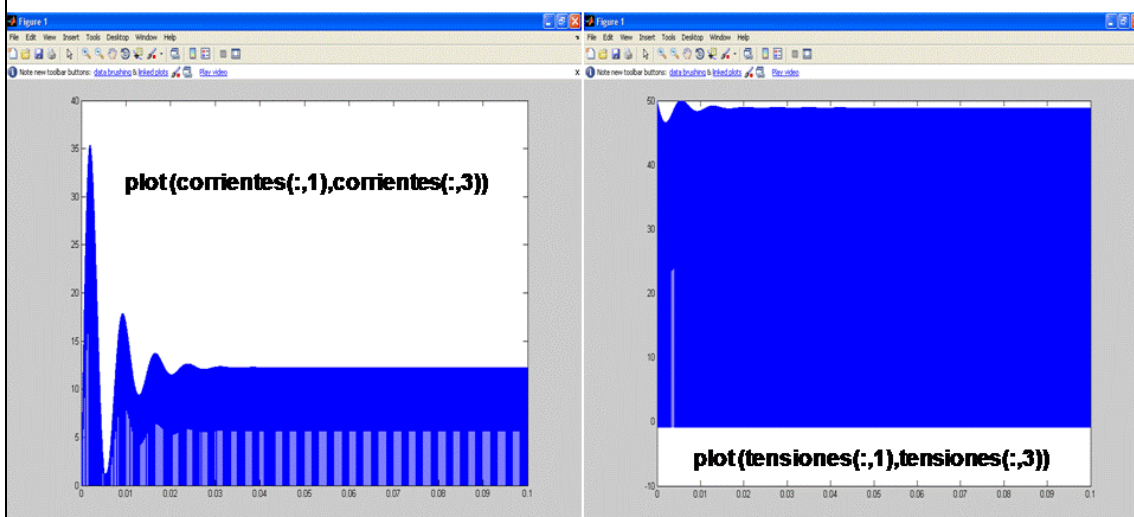 Figure 1
File Edit View Insert Tools Desktop Window Help
Note new toolbar buttons: data brushing & linked plots Play video x
40
35
30
25
20
15
10
5
0
0 0.01 0.02 0.03 0.04 0.05 0.06 0.07 0.08 0.09 0.1
plot(corrientes(:,1),corrientes(:,3))
Figure 1
File Edit View Insert Tools Desktop Window Help
Note new toolbar buttons: data brushing & linked plots Play video
50
40
30
20
10
0
-10
0 0.01 0.02 0.03 0.04 0.05 0.06 0.07 0.08 0.09 0.1
plot(tensiones(:,1),tensiones(:,3))